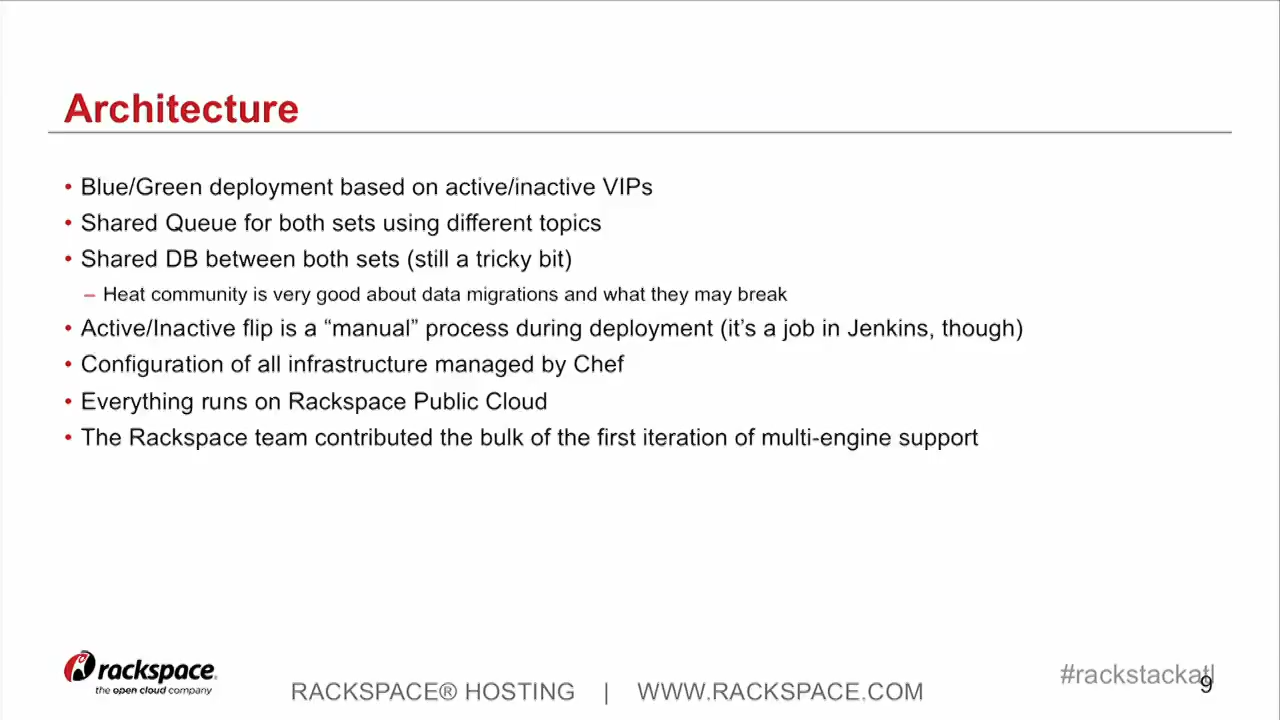 Architecture
• Blue/Green deployment based on active/inactive VIPs
• Shared Queue for both sets using different topics
• Shared DB between both sets (still a tricky bit)
– Heat community is very good about data migrations and what they may break
• Active/Inactive flip is a “manual” process during deployment (it’s a job in Jenkins, though)
• Configuration of all infrastructure managed by Chef
• Everything runs on Rackspace Public Cloud
• The Rackspace team contributed the bulk of the first iteration of multi-engine support
rackspace.
the open cloud company
RACKSPACE® HOSTING | WWW.RACKSPACE.COM
#rackstackatl
9